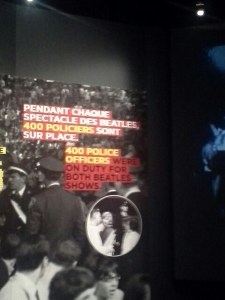 PENDANT CHAQUE
SPECTACLE DES BEATLES,
400 POLICIERS SONT
SUR PLACE.
400 POLICE
OFFICERS WERE
ON DUTY FOR
BOTH BEATLES
SHOWS.